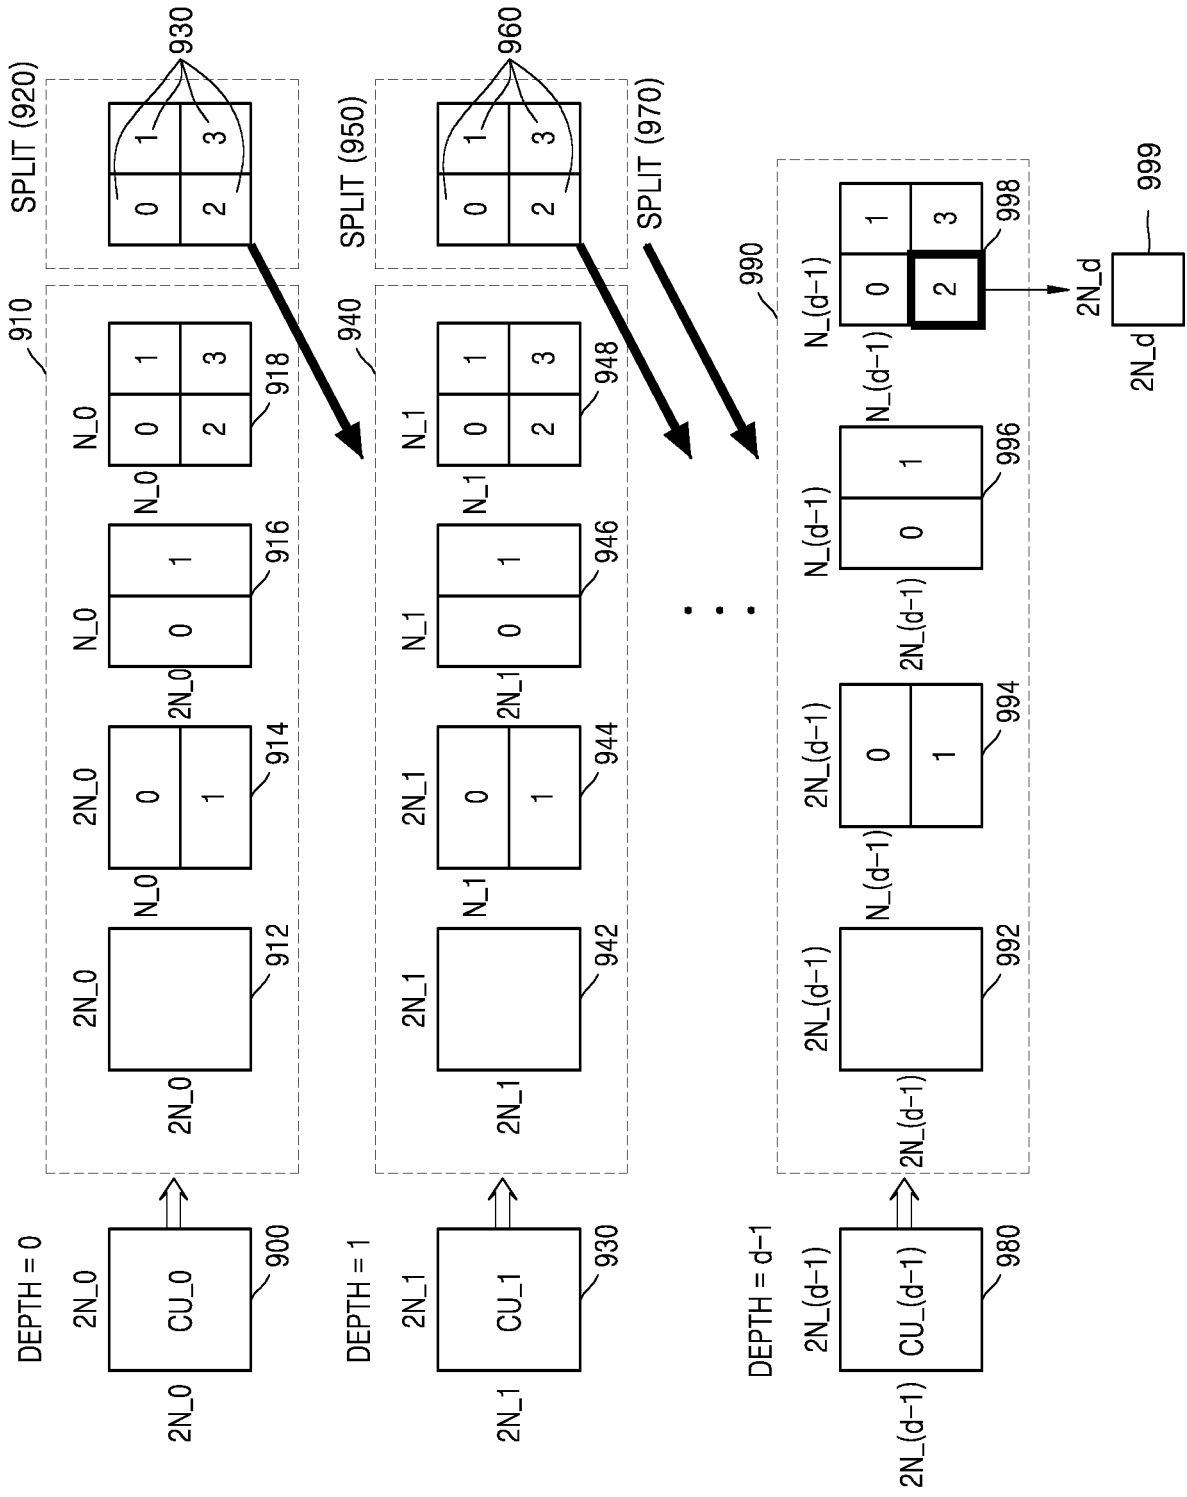 DEPTH = 0
2N_0
2N_0
CU_0
900
910
2N_0
2N_0
912
2N_0
N_0
0
1
914
N_0
2N_0
0 1
916
N_0
N_0
0 1
2 3
918
SPLIT (920)
0 1
2 3
930
DEPTH = 1
2N_1
2N_1
CU_1
930
940
2N_1
2N_1
942
2N_1
N_1
0
1
944
N_1
2N_1
0 1
946
N_1
N_1
0 1
2 3
948
SPLIT (950)
0 1
2 3
960
SPLIT (970)
DEPTH = d-1
2N_(d-1)
2N_(d-1)
CU_(d-1)
980
990
2N_(d-1)
2N_(d-1)
992
2N_(d-1)
N_(d-1)
0
1
994
N_(d-1)
2N_(d-1)
0 1
996
N_(d-1)
N_(d-1)
0 1
2 3
998
2N_d
2N_d
999